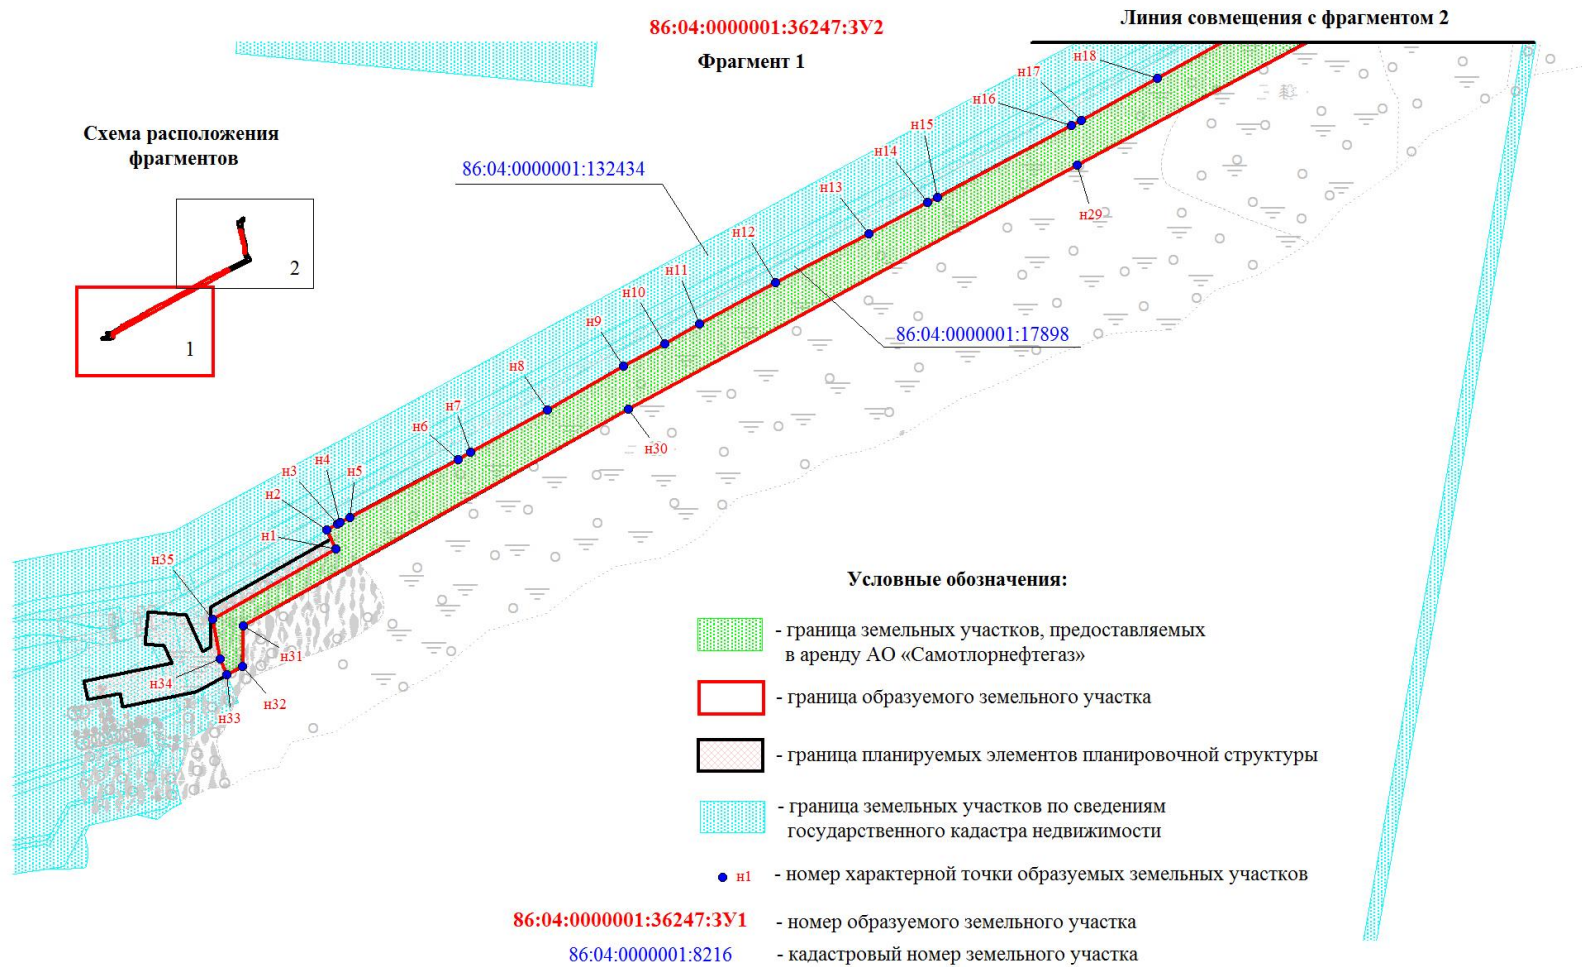 86:04:0000001:36247:ЗУ2
Линия совмещения с фрагментом 2
Фрагмент 1
Схема расположения
фрагментов
2
1
86:04:0000001:132434
86:04:0000001:17898
н18
н17
н16
н15
н14
н13
н12
н11
н10
н9
н8
н7
н6
н5
н4
н3
н2
н1
н35
н34
н33
н32
н31
н30
н29
Условные обозначения:
- граница земельных участков, предоставляемых
в аренду АО «Самотлорнефтегаз»
- граница образуемого земельного участка
- граница планируемых элементов планировочной структуры
- граница земельных участков по сведениям
государственного кадастра недвижимости
н1 - номер характерной точки образуемых земельных участков
86:04:0000001:36247:ЗУ1 - номер образуемого земельного участка
86:04:0000001:8216 - кадастровый номер земельного участка